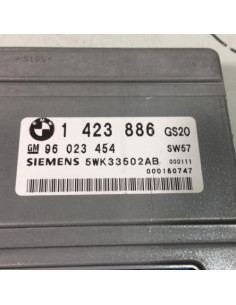 1 423 886 GS20
GM 96 023 454 SW57
SIEMENS 5WK33502AB 000111
000160747